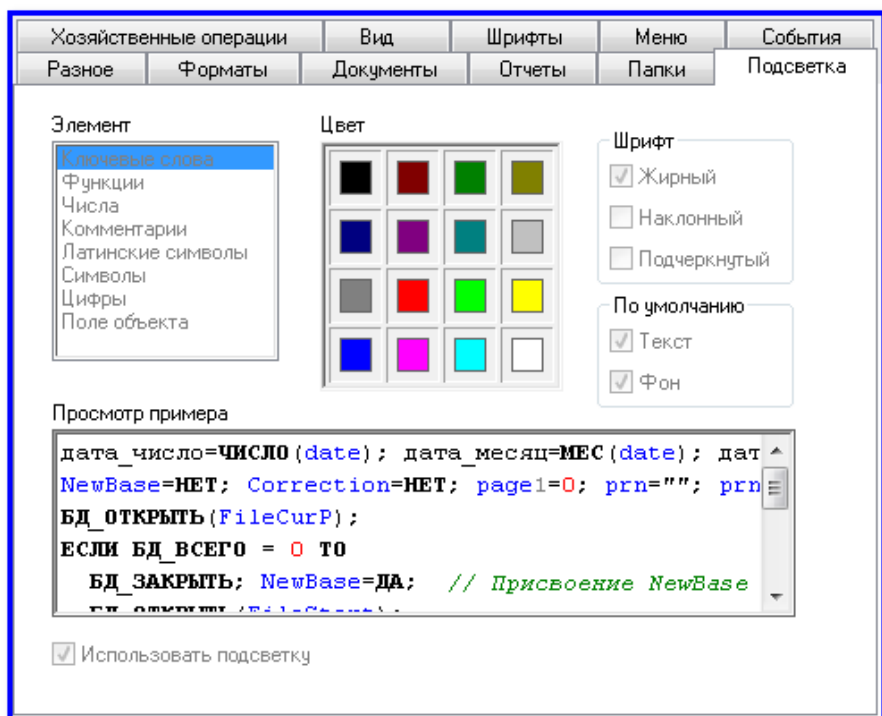 Хозяйственные операции Вид Шрифты Меню События
Разное Форматы Документы Отчеты Папки Подсветка
Элемент
Ключевые слова
Функции
Числа
Комментарии
Латинские символы
Символы
Цифры
Поле объекта
Цвет
Шрифт
Жирный
Наклонный
Подчеркнутый
По умолчанию
Текст
Фон
Просмотр примера
дата_число=ЧИСЛО(date); дата_месяц=МЕС(date); дат
NewBase=НЕТ; Correction=НЕТ; page1=0; prn=""; prn
БД_ОТКРЫТЬ(FileCurP);
ЕСЛИ БД_ВСЕГО = 0 ТО
БД_ЗАКРЫТЬ; NewBase=ДА; // Присвоение NewBase
БД_ОТКРЫТЬ(FileStart);
Использовать подсветку